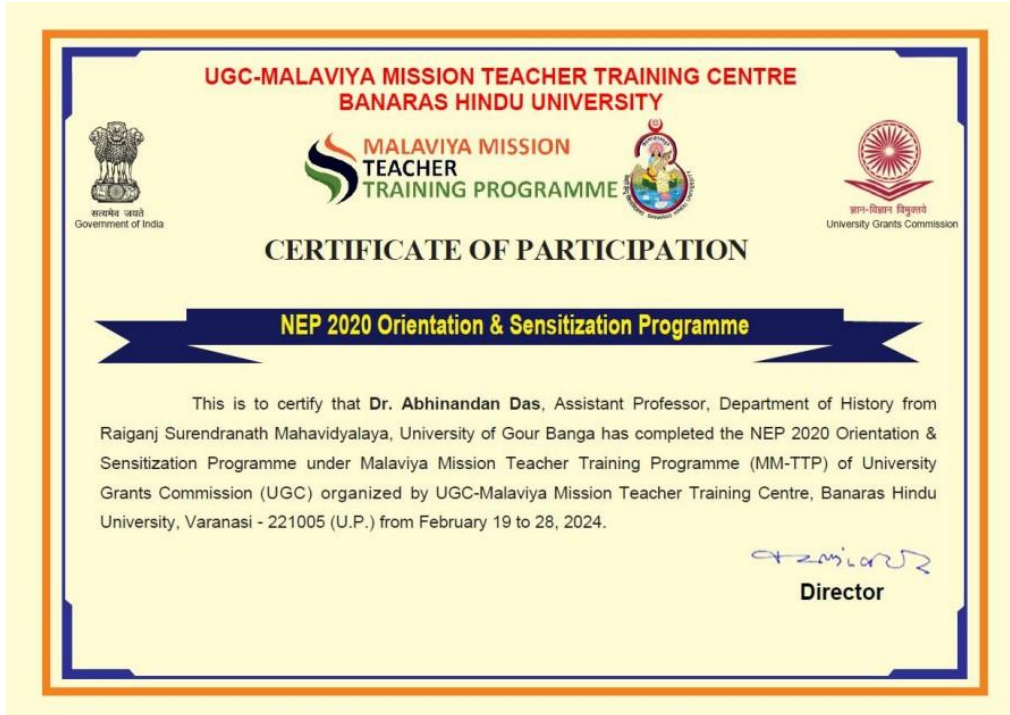 UGC-MALAVIYA MISSION TEACHER TRAINING CENTRE
BANARAS HINDU UNIVERSITY
MALAVIYA MISSION
TEACHER
TRAINING PROGRAMME
सत्यमेव जयते
Government of India
ज्ञान-विज्ञान विमुक्तये
University Grants Commission
CERTIFICATE OF PARTICIPATION
NEP 2020 Orientation & Sensitization Programme
This is to certify that Dr. Abhinandan Das, Assistant Professor, Department of History from
Raiganj Surendranath Mahavidyalaya, University of Gour Banga has completed the NEP 2020 Orientation &
Sensitization Programme under Malaviya Mission Teacher Training Programme (MM-TTP) of University
Grants Commission (UGC) organized by UGC-Malaviya Mission Teacher Training Centre, Banaras Hindu
University, Varanasi - 221005 (U.P.) from February 19 to 28, 2024.
Director